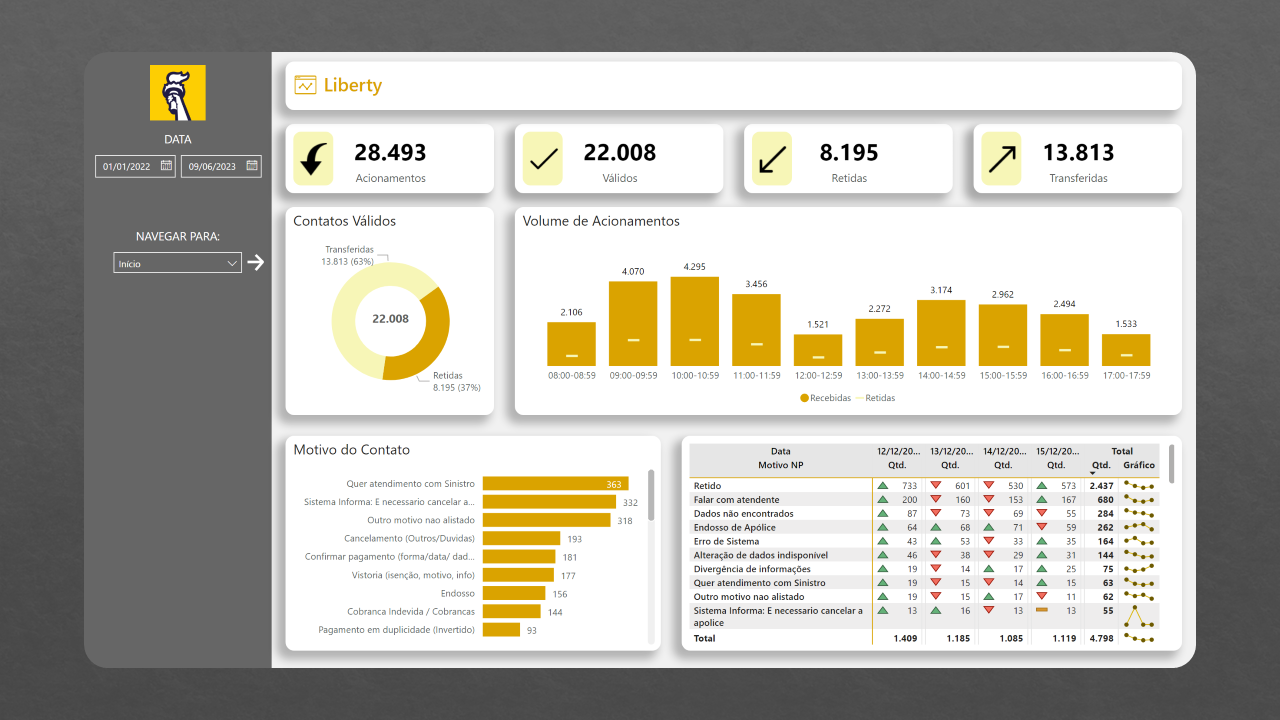 Liberty
DATA
01/01/2022 09/06/2023
NAVEGAR PARA:
Início
28.493
Acionamentos
22.008
Válidos
8.195
Retidas
13.813
Transferidas
Contatos Válidos
Transferidas
13.813 (63%)
22.008
Retidas
8.195 (37%)
Volume de Acionamentos
2.106 4.070 4.295 3.456 1.521 2.272 3.174 2.962 2.494 1.533
08:00-08:59 09:00-09:59 10:00-10:59 11:00-11:59 12:00-12:59 13:00-13:59 14:00-14:59 15:00-15:59 16:00-16:59 17:00-17:59
Recebidas Retidas
Motivo do Contato
Quer atendimento com Sinistro 363
Sistema Informa: E necessario cancelar a... 332
Outro motivo nao alistado 318
Cancelamento (Outros/Duvidas) 193
Confirmar pagamento (forma/data/ dad... 181
Vistoria (isenção, motivo, info) 177
Endosso 156
Cobranca Indevida / Cobrancas 144
Pagamento em duplicidade (Invertido) 93
Data 12/12/20... 13/12/20... 14/12/20... 15/12/20... Total
Motivo NP Qtd. Qtd. Qtd. Qtd. Qtd. Gráfico
Retido 733 601 530 573 2.437
Falar com atendente 200 160 153 167 680
Dados não encontrados 87 73 69 55 284
Endosso de Apólice 64 68 71 59 262
Erro de Sistema 43 53 33 35 164
Alteração de dados indisponível 46 38 29 31 144
Divergência de informações 19 14 17 25 75
Quer atendimento com Sinistro 19 15 14 15 63
Outro motivo nao alistado 19 15 17 11 62
Sistema Informa: E necessario cancelar a 13 16 13 13 55
apolice
Total 1.409 1.185 1.085 1.119 4.798